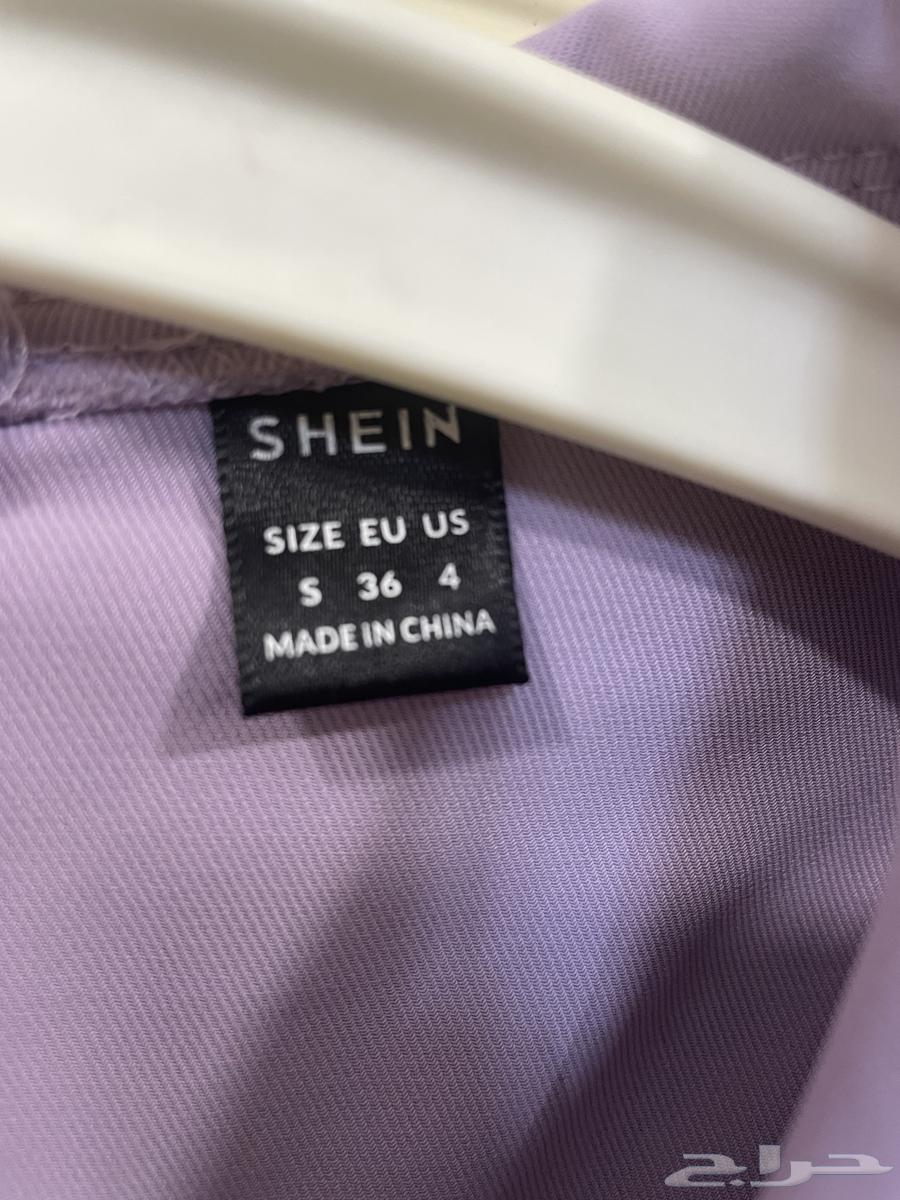 SHEIN
SIZE EU US
S 36 4
MADE IN CHINA
حراج